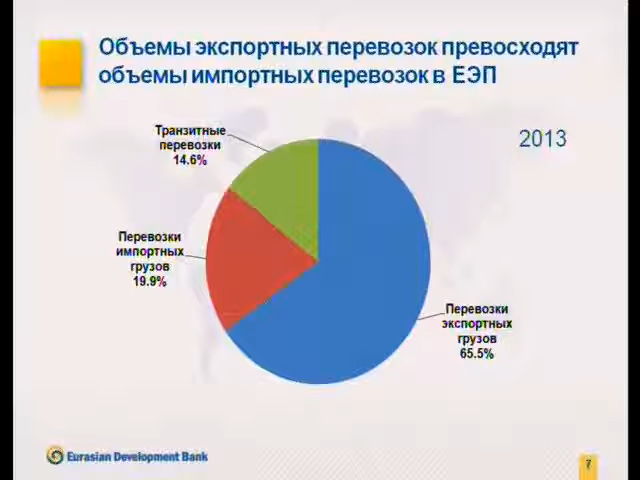 Объемы экспортных перевозок превосходят
объемы импортных перевозок в ЕЭП
2013
Транзитные
перевозки
14.6%
Перевозки
импортных
грузов
19.9%
Перевозки
экспортных
грузов
65.5%
Eurasian Development Bank
7